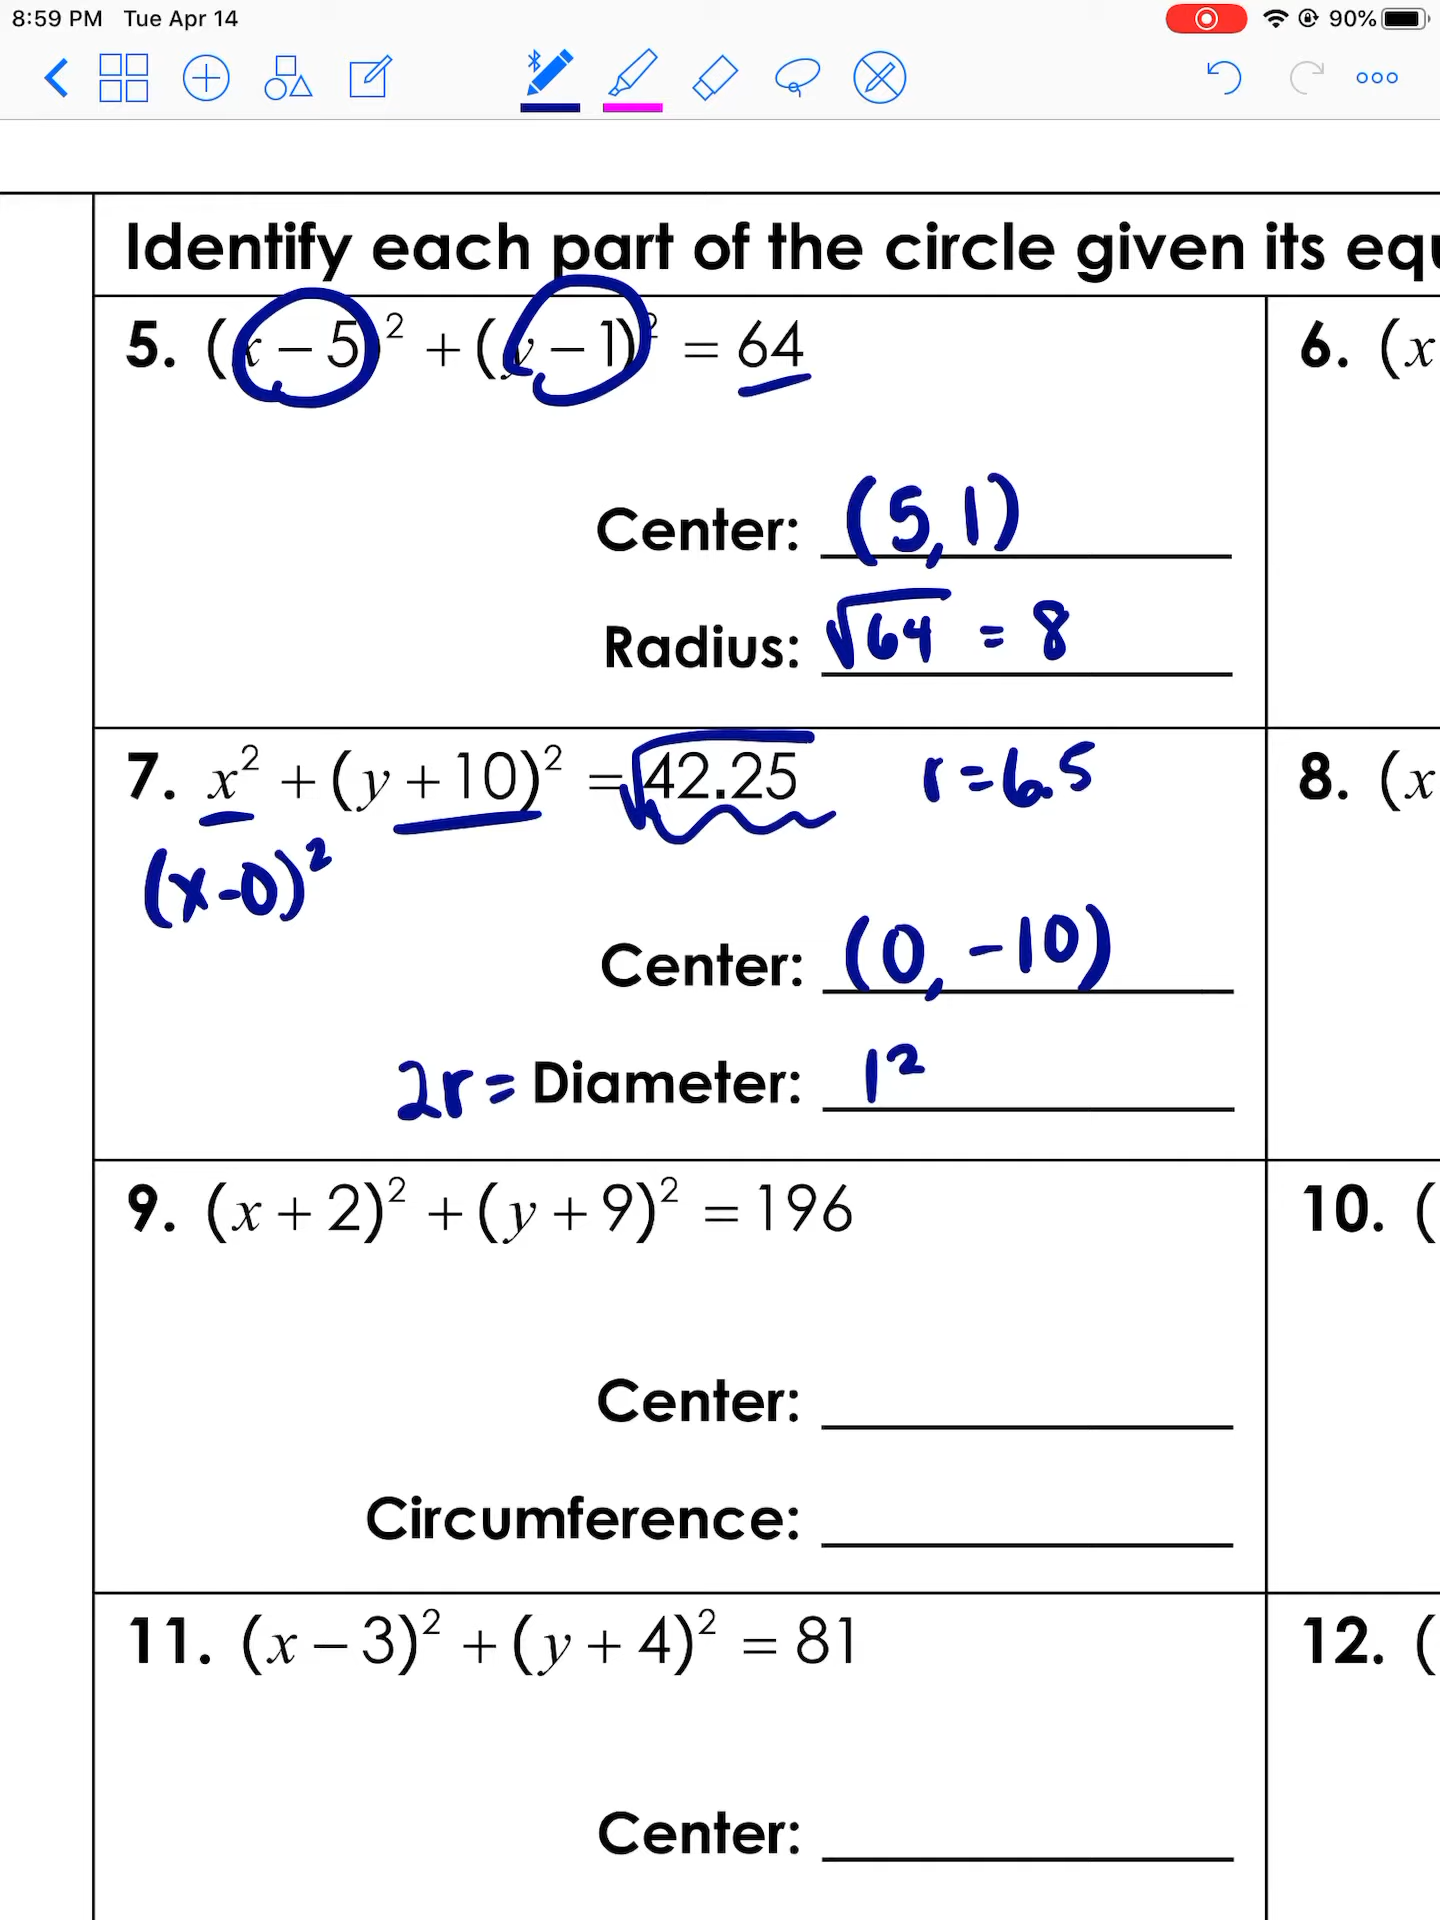 8:59 PM Tue Apr 14 90%
Identify each part of the circle given its equ
5. (x − 5)² + (y − 1)² = 64
6. (x
Center: (5, 1)
Radius: √64 = 8
7. x² + (y + 10)² = √42.25 r = 6.5
8. (x
(x-0)²
Center: (0, -10)
2r = Diameter: 12
9. (x + 2)² + (y + 9)² = 196
10. (
Center:
Circumference:
11. (x − 3)² + (y + 4)² = 81
12. (
Center: